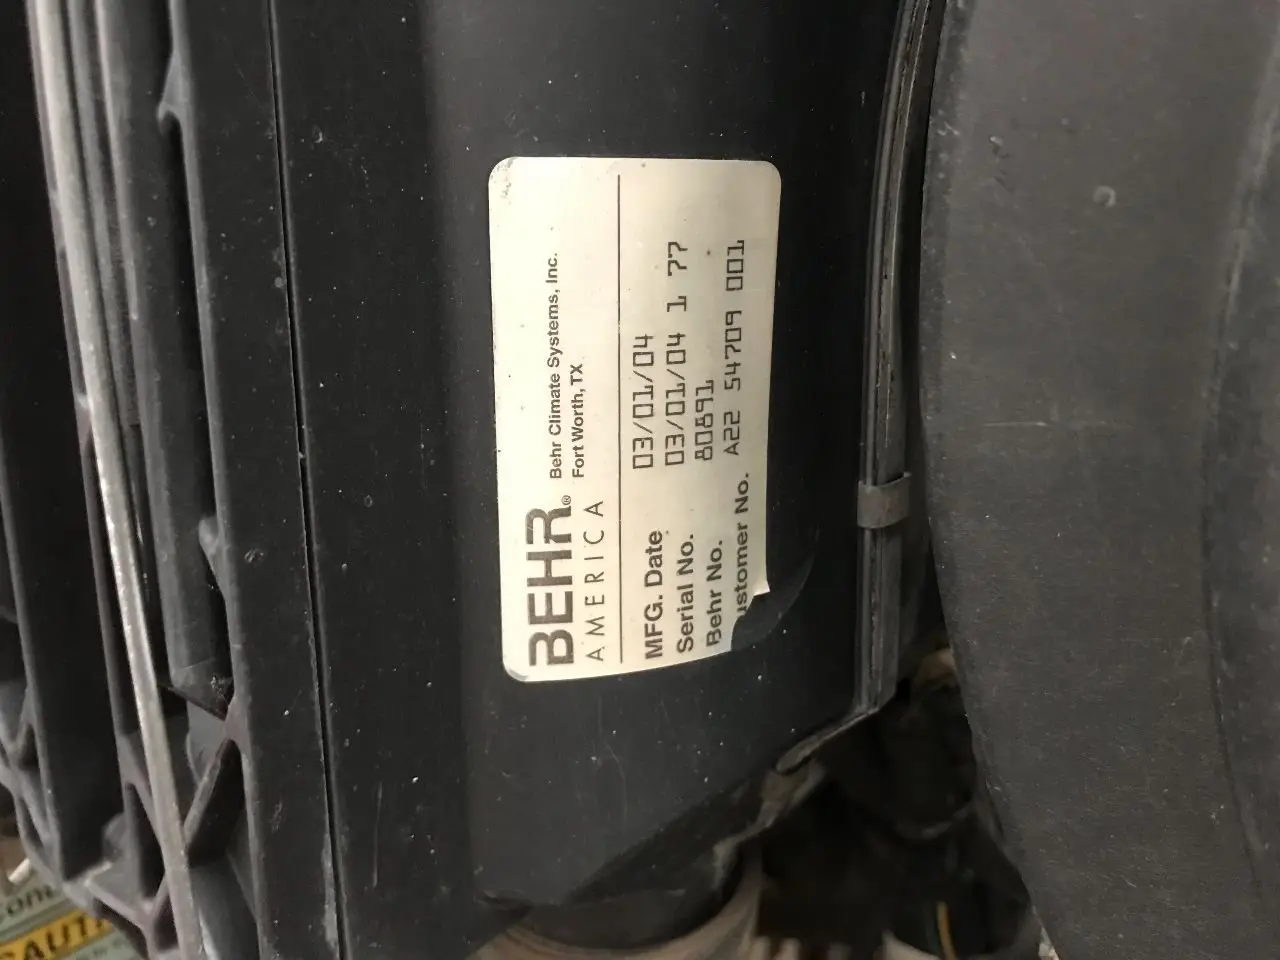 BEHR®
AMERICA
Behr Climate Systems, Inc.
Fort Worth, TX
MFG. Date 03/01/04
Serial No. 03/01/04 1 77
Behr No. 80891
ustomer No. A22 54709 001
CAUT